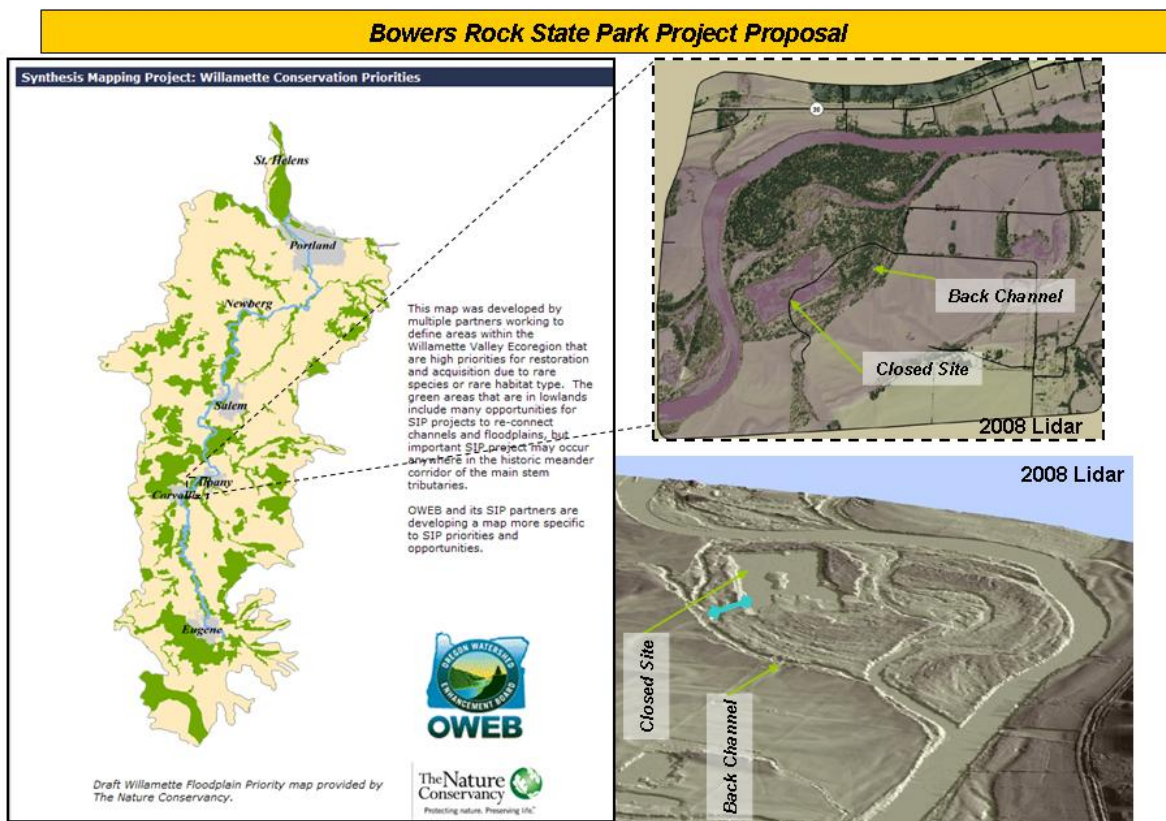 Bowers Rock State Park Project Proposal
Synthesis Mapping Project: Willamette Conservation Priorities
St. Helens
Portland
Newberg
Salem
Albany
Corvallis
Eugene
This map was developed by
multiple partners working to
define areas within the
Willamette Valley Ecoregion that
are high priorities for restoration
and acquisition due to rare
species or rare habitat type. The
green areas that are in lowlands
include many opportunities for
SIP projects to re-connect
channels and floodplains, but
important SIP project may occur
anywhere in the historic meander
corridor of the main stem
tributaries.
OWEB and its SIP partners are
developing a map more specific
to SIP priorities and
opportunities.
OREGON WATERSHED
ENHANCEMENT BOARD
OWEB
Draft Willamette Floodplain Priority map provided by
The Nature Conservancy.
The Nature
Conservancy
Protecting nature. Preserving life.™
20
Bryant
Back Channel
Closed Site
2008 Lidar
2008 Lidar
Closed Site
Back Channel